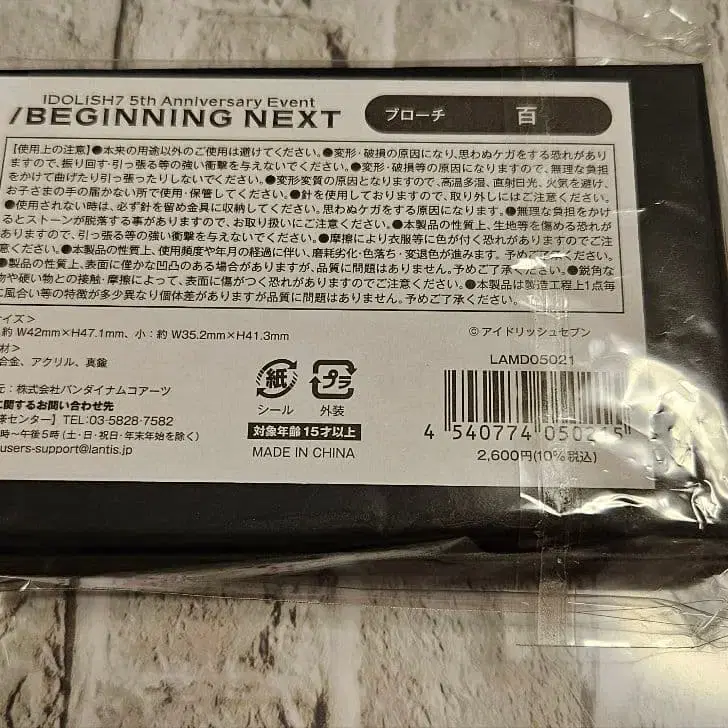 IDOLiSH7 5th Anniversary Event
/BEGINNING NEXT
ブローチ 百
【使用上の注意】●本来の用途以外のご使用は避けてください。●変形・破損の原因になり、思わぬケガをする恐れがあり
ますので、振り回す・引っ張る等の強い衝撃を与えないでください。●変形・破損等の原因になりますので、無理な負担
をかけて曲げたり引っ張ったりしないでください。●変形変質の原因となりますので、高温多湿、直射日光、火気を避け、
お子さまの手の届かない所で使用・保管してください。●針を使用しておりますので、取り外しにはご注意ください。
●使用されない時は、必ず針を留め金具に収納してください。思わぬケガをする原因になります。●無理な負担をかけ
るとストーンが脱落する事がありますので、お取り扱いにご注意ください。●本製品の性質上、生地等を傷める恐れが
ありますので、引っ張る等の強い衝撃を与えないでください。●摩擦により衣服等に色が付く恐れがありますのでご注
意ください。●本製品の性質上、使用頻度や年月の経過に伴い、磨耗劣化・色落ち・変退色が進みます。予めご了承ください。
●製品の性質上、表面に僅かな凹凸のある場合がありますが、品質に問題はありません。予めご了承ください。●鋭角な
物や硬い物との接触・摩擦によって、表面に傷がつく恐れがありますのでご注意ください。●本製品は製造工程上1点毎
に風合い等の特徴が多少異なり個体差がありますが品質に問題はありません。予めご了承ください。
イズ>
約 W42mm×H47.1mm、小：約 W35.2mm×H41.3mm
材>
合金、アクリル、真鍮
元：株式会社バンダイナムコアーツ
に関するお問い合わせ先
様センター】TEL:03-5828-7582
時～午後5時(土・日・祝日・年末年始を除く)
users-support@lantis.jp
紙
シール
プラ
外装
対象年齢15才以上
MADE IN CHINA
© アイドリッシュセブン
LAMD05021
4 540774 050215
2,600円(10%税込)